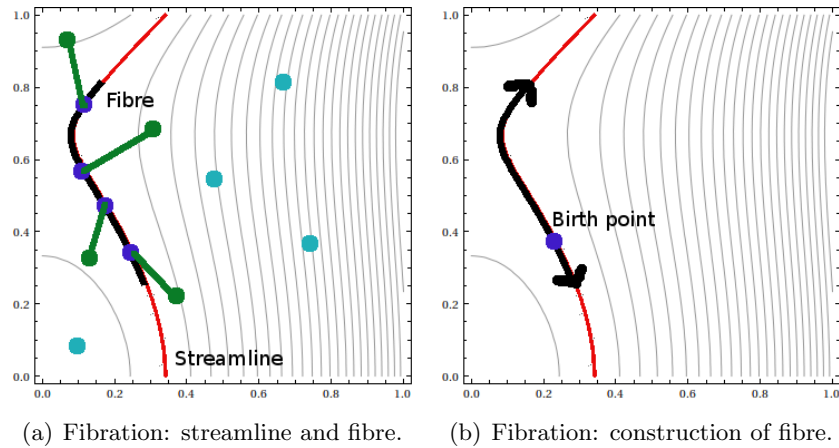 1.0
0.8
0.6
0.4
0.2
0.0
0.0 0.2 0.4 0.6 0.8 1.0
Fibre
Streamline
1.0
0.8
0.6
0.4
0.2
0.0
0.0 0.2 0.4 0.6 0.8 1.0
Birth point
(a) Fibration: streamline and fibre.
(b) Fibration: construction of fibre.